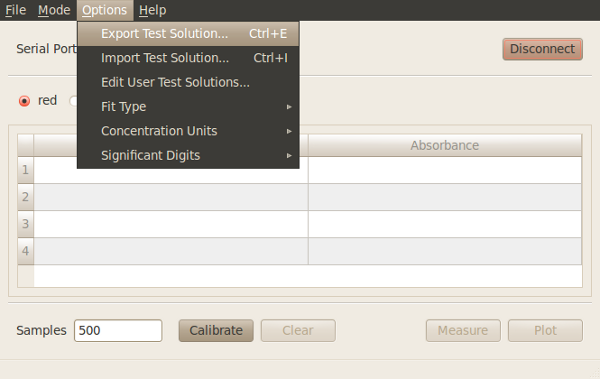 File Mode Options Help
Export Test Solution... Ctrl+E
Serial Port
Disconnect
Import Test Solution... Ctrl+I
Edit User Test Solutions...
red
Fit Type
Concentration Units
Significant Digits
Absorbance
1
2
3
4
Samples 500 Calibrate Clear Measure Plot